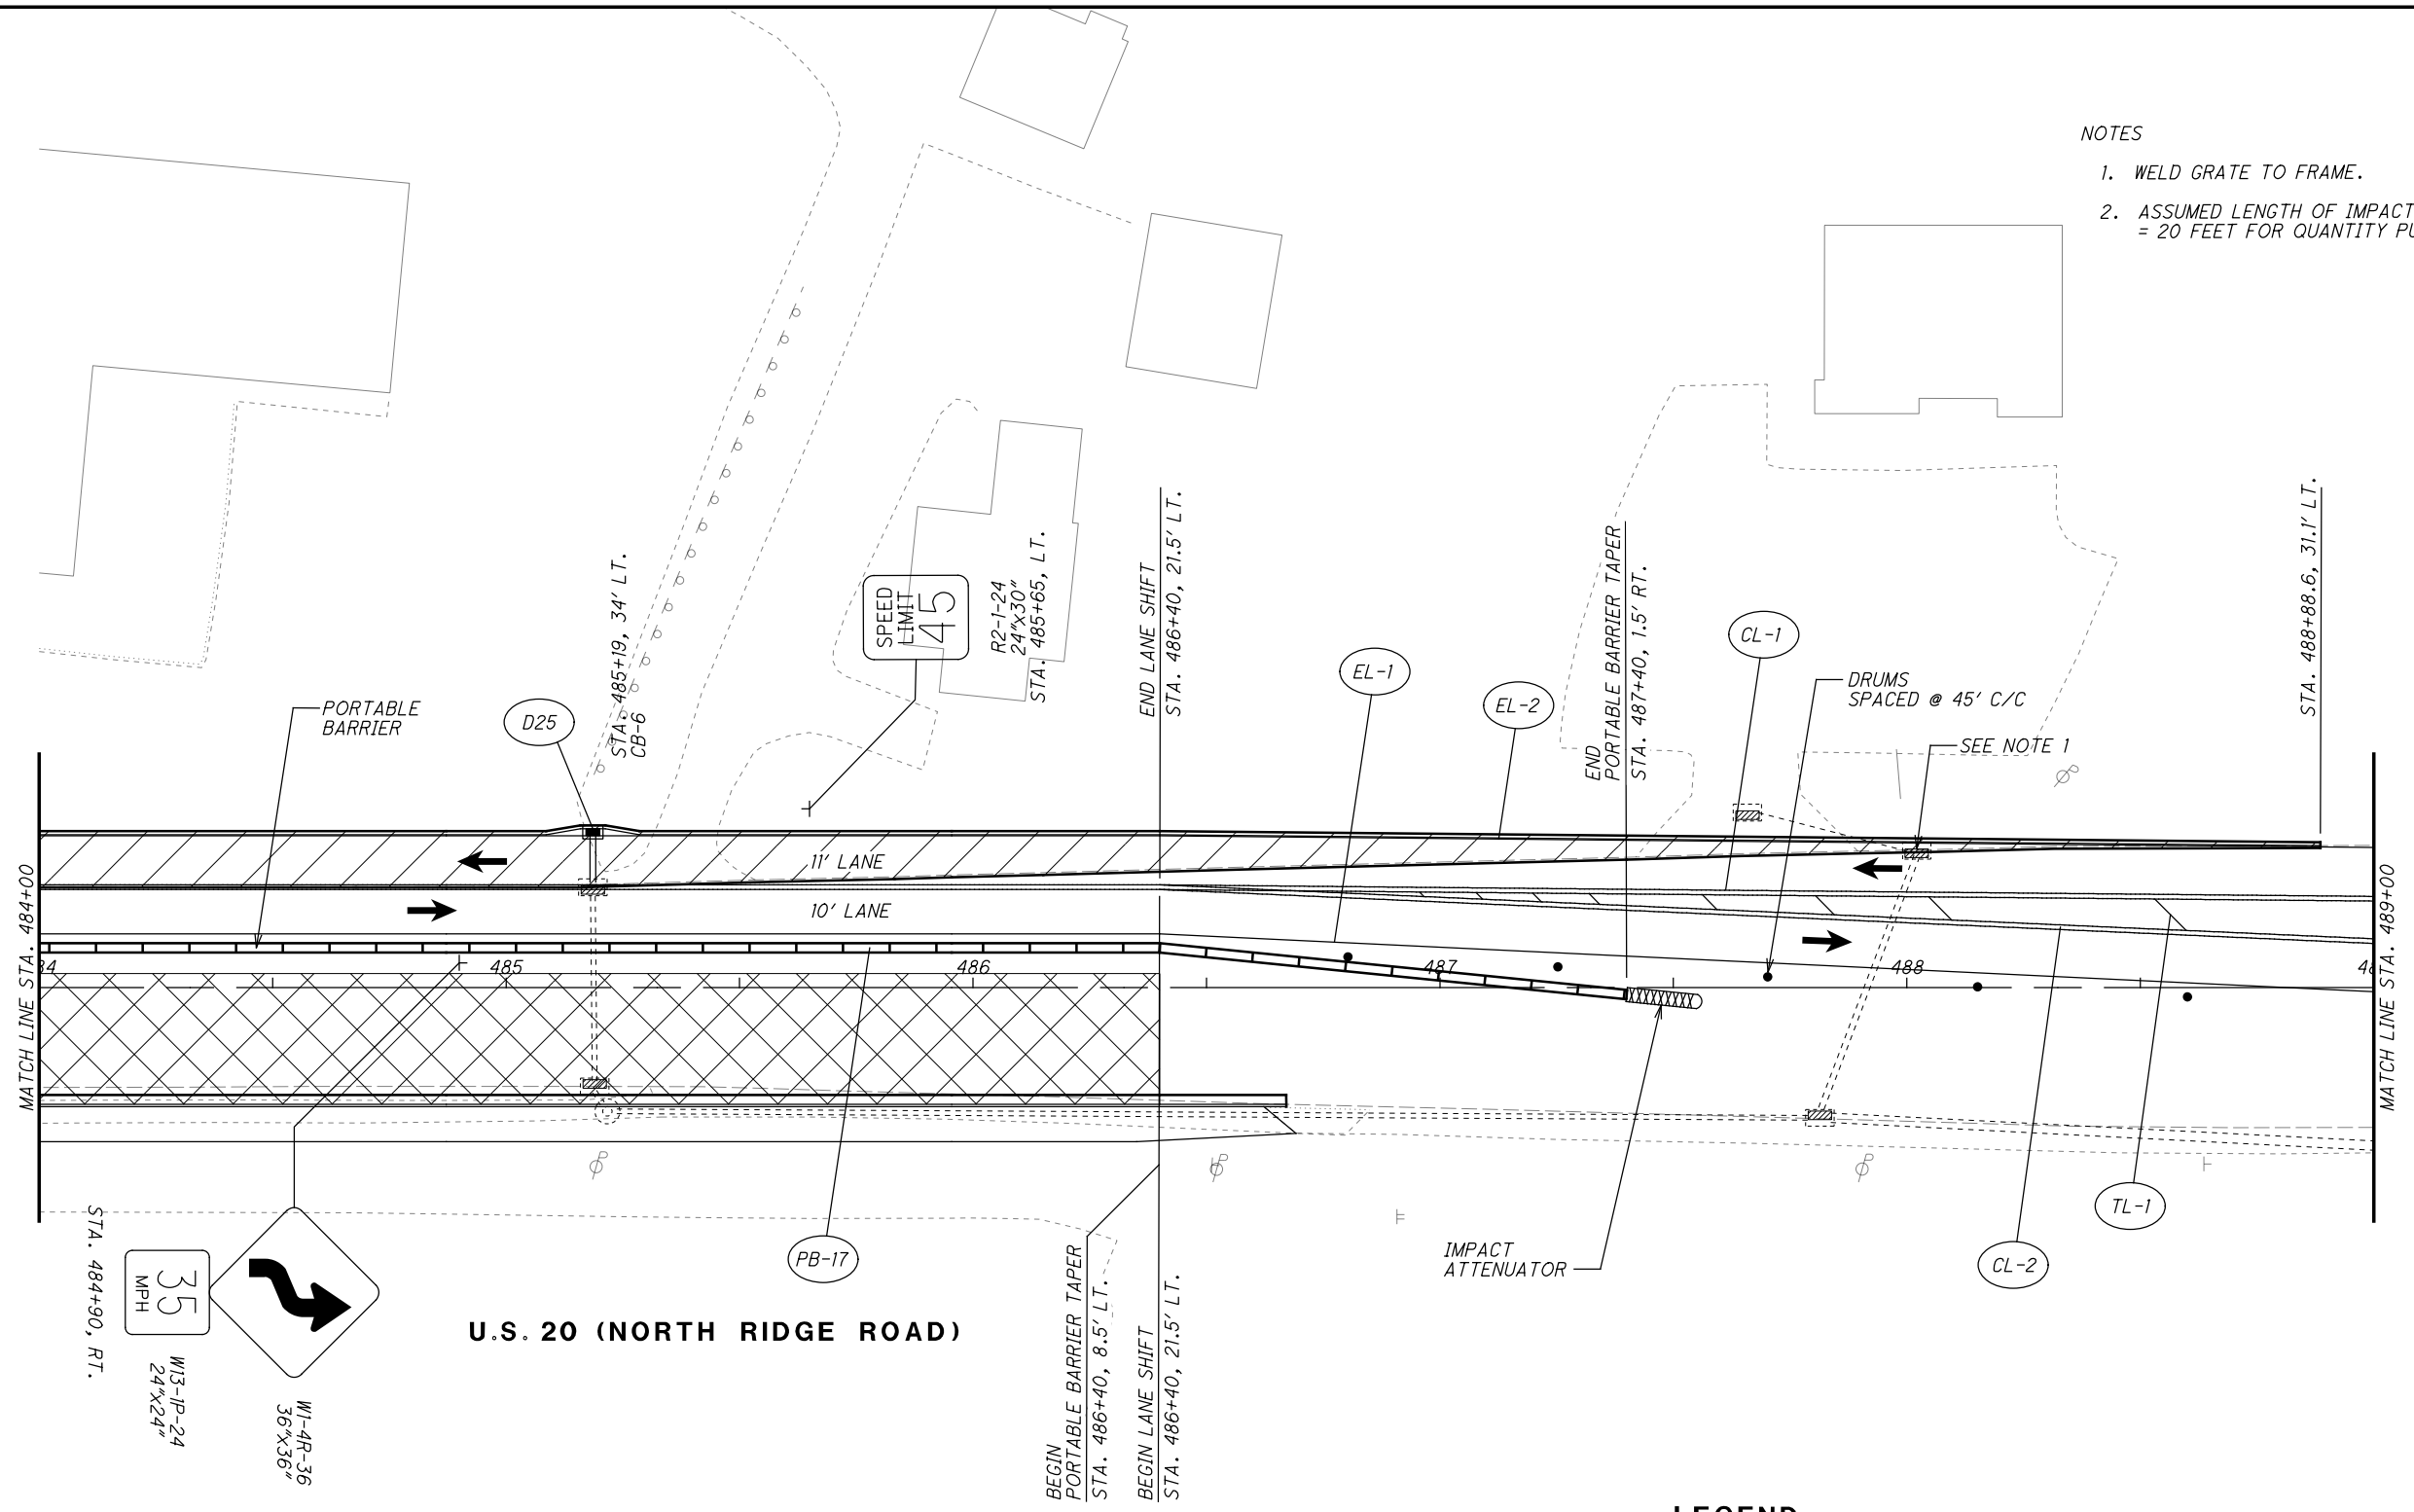 NOTES
1. WELD GRATE TO FRAME.
2. ASSUMED LENGTH OF IMPACT
= 20 FEET FOR QUANTITY
STA. 485+19, 34' LT.
CB-6
SPEED
LIMIT
45
R2-1-24
24"x30"
STA. 485+65, LT.
END LANE SHIFT
STA. 486+40, 21.5' LT.
END
PORTABLE BARRIER TAPER
STA. 487+40, 1.5' RT.
STA. 488+88.6, 31.1' LT.
PORTABLE
BARRIER
D25
EL-1
EL-2
CL-1
DRUMS
SPACED @ 45' C/C
SEE NOTE 1
MATCH LINE STA. 484+00
11' LANE
10' LANE
MATCH LINE STA. 489+00
84
485
486
487
488
STA. 484+90, RT.
35
MPH
W13-1P-24
24"x24"
W1-4R-36
36"x36"
PB-17
U.S. 20 (NORTH RIDGE ROAD)
BEGIN
PORTABLE BARRIER TAPER
STA. 486+40, 8.5' LT.
BEGIN LANE SHIFT
STA. 486+40, 21.5' LT.
IMPACT
ATTENUATOR
CL-2
TL-1
LEGEND